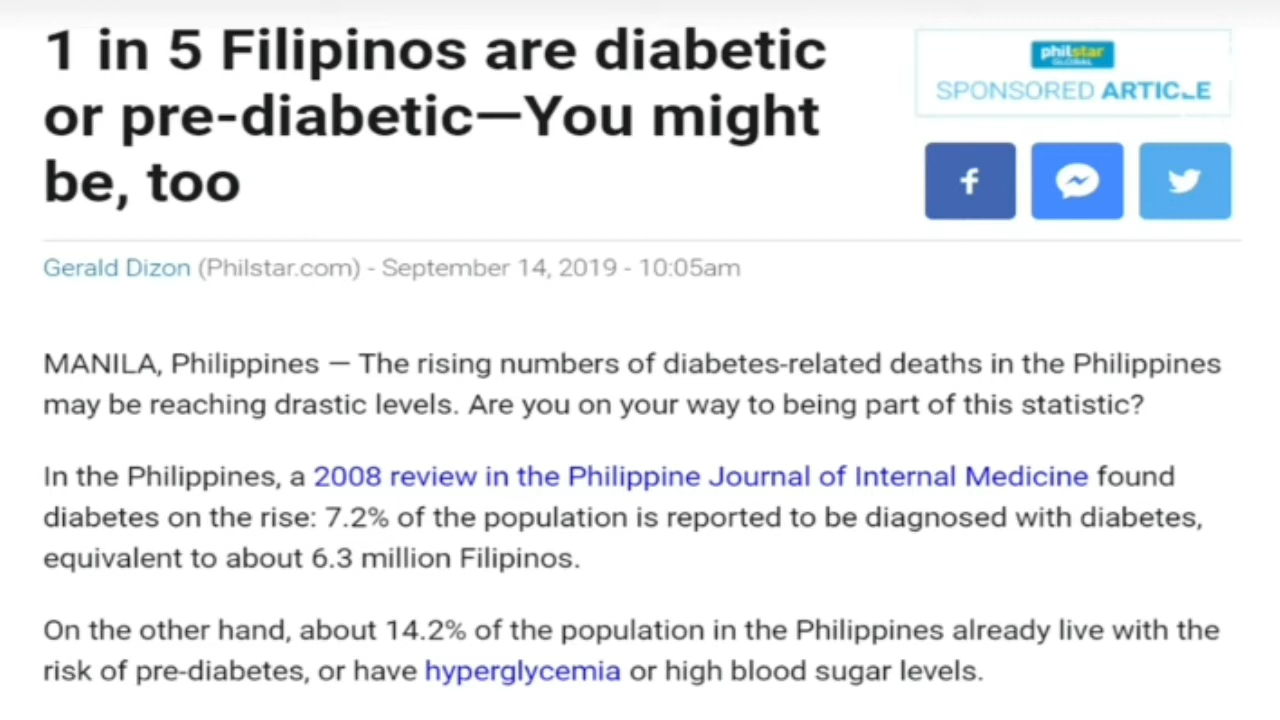 1 in 5 Filipinos are diabetic
or pre-diabetic—You might
be, too
philstar
GLOBAL
SPONSORED ARTICLE
f
Gerald Dizon (Philstar.com) - September 14, 2019 - 10:05am
MANILA, Philippines — The rising numbers of diabetes-related deaths in the Philippines
may be reaching drastic levels. Are you on your way to being part of this statistic?
In the Philippines, a 2008 review in the Philippine Journal of Internal Medicine found
diabetes on the rise: 7.2% of the population is reported to be diagnosed with diabetes,
equivalent to about 6.3 million Filipinos.
On the other hand, about 14.2% of the population in the Philippines already live with the
risk of pre-diabetes, or have hyperglycemia or high blood sugar levels.